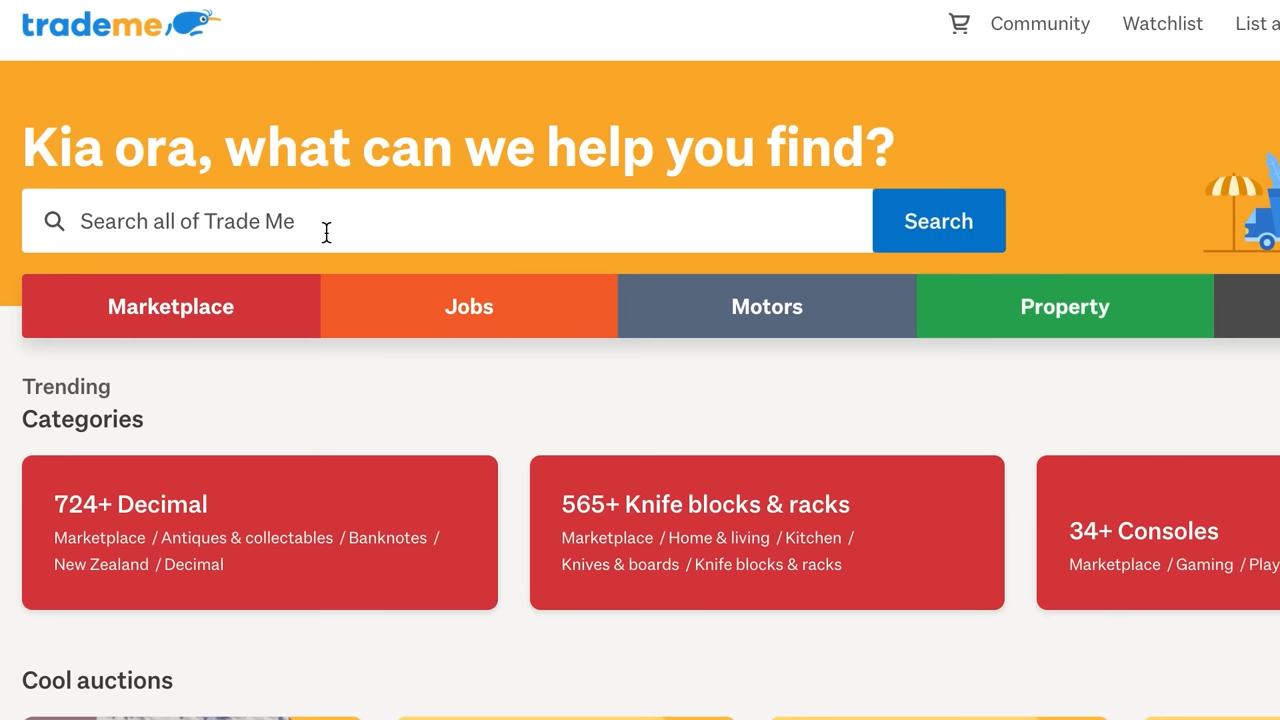 trademe
Community
Watchlist
List a
Kia ora, what can we help you find?
Search all of Trade Me
Search
Marketplace
Jobs
Motors
Property
Trending
Categories
724+ Decimal
Marketplace / Antiques & collectables / Banknotes /
New Zealand / Decimal
565+ Knife blocks & racks
Marketplace / Home & living / Kitchen /
Knives & boards / Knife blocks & racks
34+ Consoles
Marketplace / Gaming / Play
Cool auctions